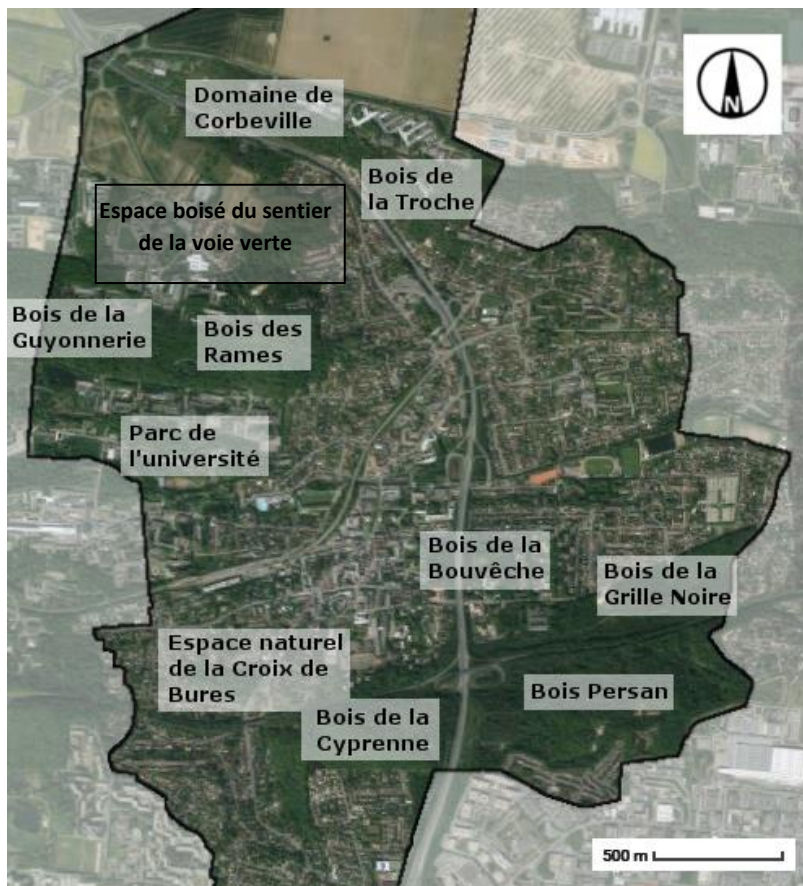 Domaine de
Corbeville
N
Bois de
la Troche
Espace boisé du sentier
de la voie verte
Bois de la
Guyonnerie
Bois des
Rames
Parc de
l'université
Bois de la
Bouvêche
Bois de la
Grille Noire
Espace naturel
de la Croix de
Bures
Bois Persan
Bois de la
Cyprenne
500 m